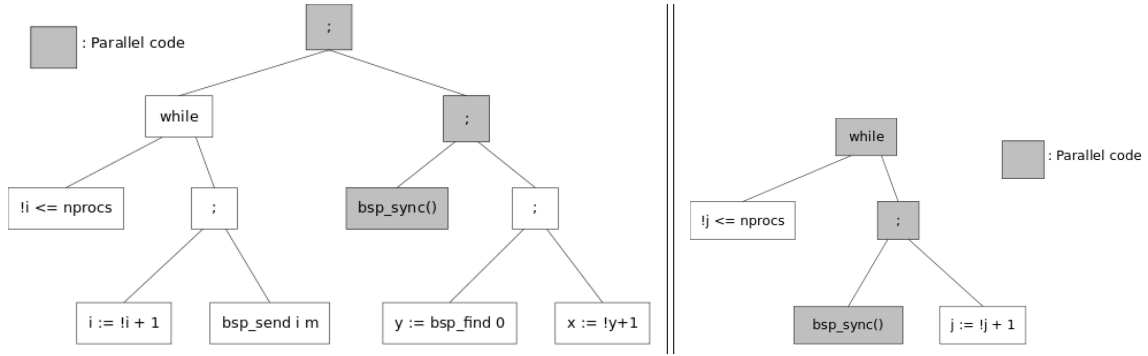 ;
: Parallel code
while
;
!i <= nprocs
;
bsp_sync()
;
i := !i + 1
bsp_send i m
y := bsp_find 0
x := !y+1
while
: Parallel code
!j <= nprocs
;
bsp_sync()
j := !j + 1